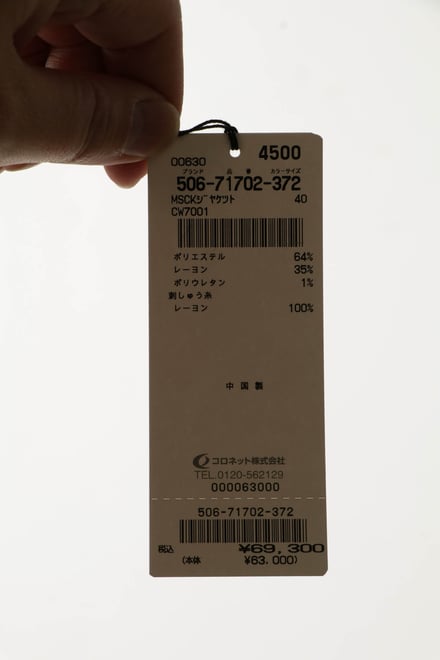 00630 4500
ブランド 品 番 カラーサイズ
506-71702-372
MSCKジャケット 40
CW7001
ポリエステル 64%
レーヨン 35%
ポリウレタン 1%
刺しゅう糸
レーヨン 100%
中国製
コロネット株式会社
TEL.0120-562129
000063000
506-71702-372
税込 ¥69,300
(本体 ¥63,000)